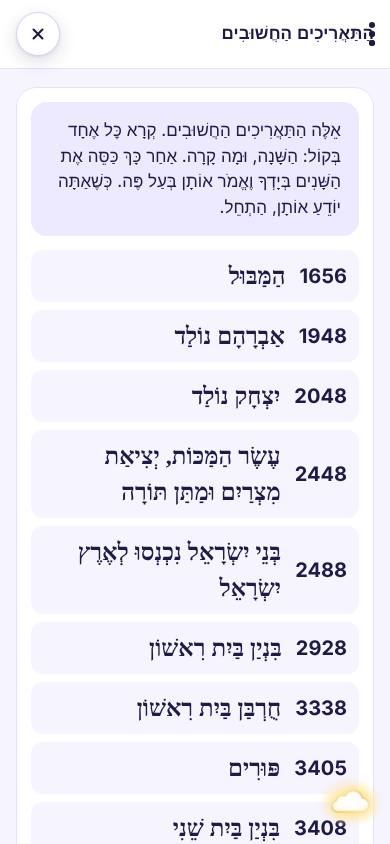 הַתַּאֲרִיכִים הַחֲשׁוּבִים
אֵלֶּה הַתַּאֲרִיכִים הַחֲשׁוּבִים. קְרָא כָּל אֶחָד
בְּקוֹל: הַשָּׁנָה, וּמָה קָרָה. אַחַר כָּךְ כַּסֵּה אֶת
הַשָּׁנִים בְּיָדְךָ וֶאֱמֹר אוֹתָן בְּעַל פֶּה. כְּשֶׁאַתָּה
יוֹדֵעַ אוֹתָן, הַתְחֵל.
1656 הַמַּבּוּל
1948 אַבְרָהָם נוֹלַד
2048 יִצְחָק נוֹלַד
2448 עֶשֶׂר הַמַּכּוֹת, יְצִיאַת
מִצְרַיִם וּמַתַּן תּוֹרָה
2488 בְּנֵי יִשְׂרָאֵל נִכְנְסוּ לְאֶרֶץ
יִשְׂרָאֵל
2928 בִּנְיַן בַּיִת רִאשׁוֹן
3338 חֻרְבַּן בַּיִת רִאשׁוֹן
3405 פּוּרִים
3408 בִּנְיַן בַּיִת שֵׁנִי